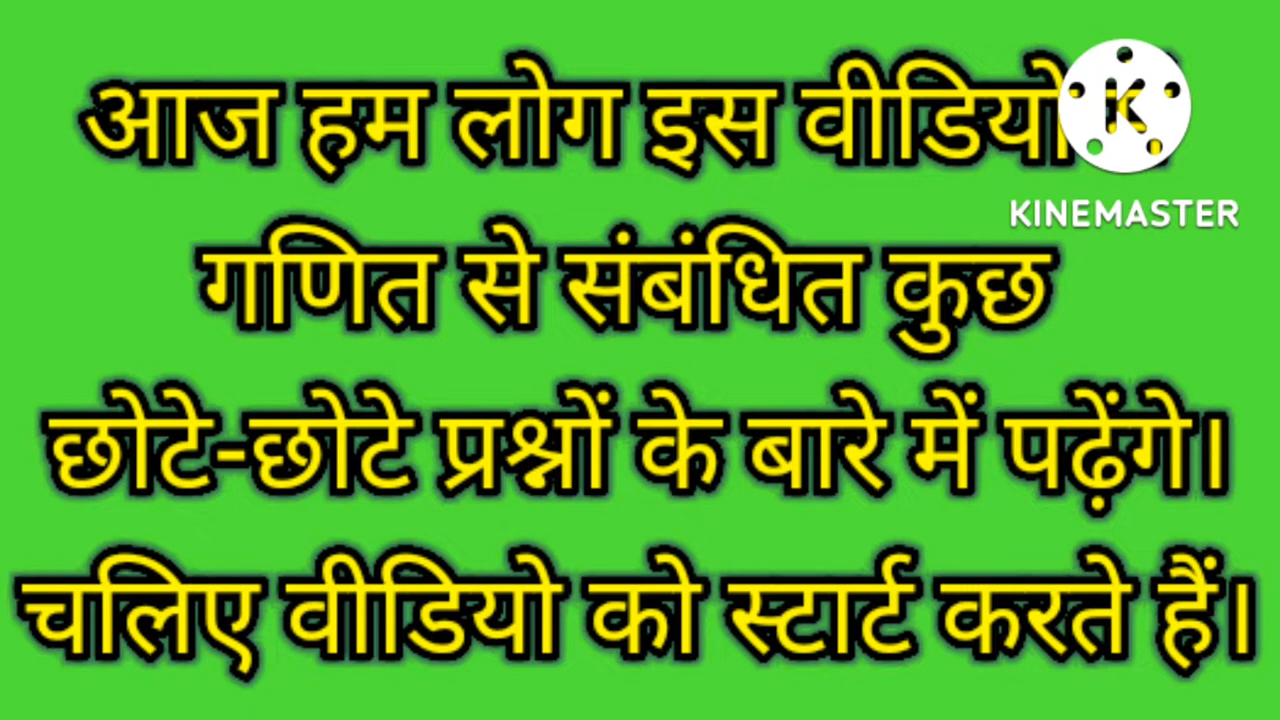 आज हम लोग इस वीडियो
KINEMASTER
गणित से संबंधित कुछ
छोटे-छोटे प्रश्नों के बारे में पढ़ेंगे।
चलिए वीडियो को स्टार्ट करते हैं।